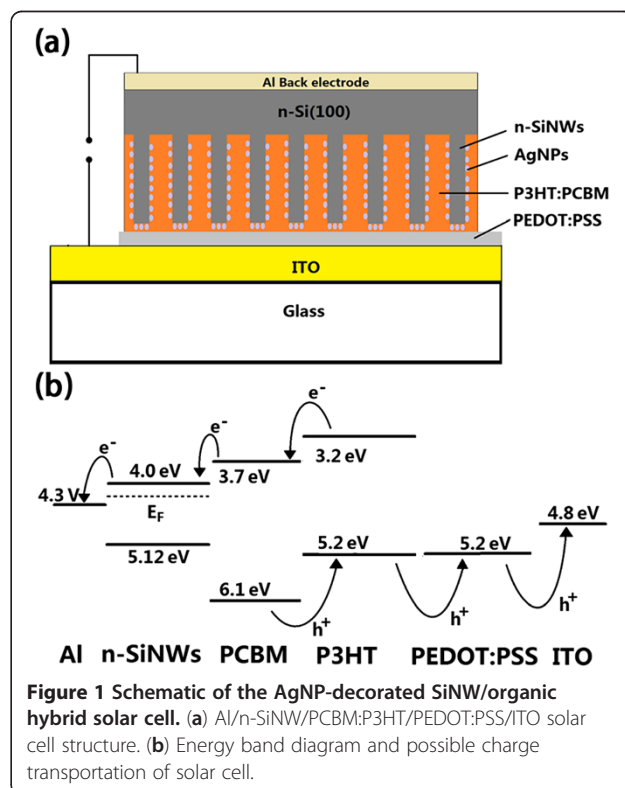 (a)
Al Back electrode
n-Si(100)
n-SiNWs
AgNPs
P3HT:PCBM
PEDOT:PSS
ITO
Glass
(b)
e-
e-
e-
4.0 eV
3.7 eV
3.2 eV
4.3 V
EF
5.12 eV
5.2 eV
5.2 eV
4.8 eV
6.1 eV
h+
h+
h+
Al n-SiNWs PCBM P3HT PEDOT:PSS ITO
Figure 1 Schematic of the AgNP-decorated SiNW/organic
hybrid solar cell. (a) Al/n-SiNW/PCBM:P3HT/PEDOT:PSS/ITO solar
cell structure. (b) Energy band diagram and possible charge
transportation of solar cell.